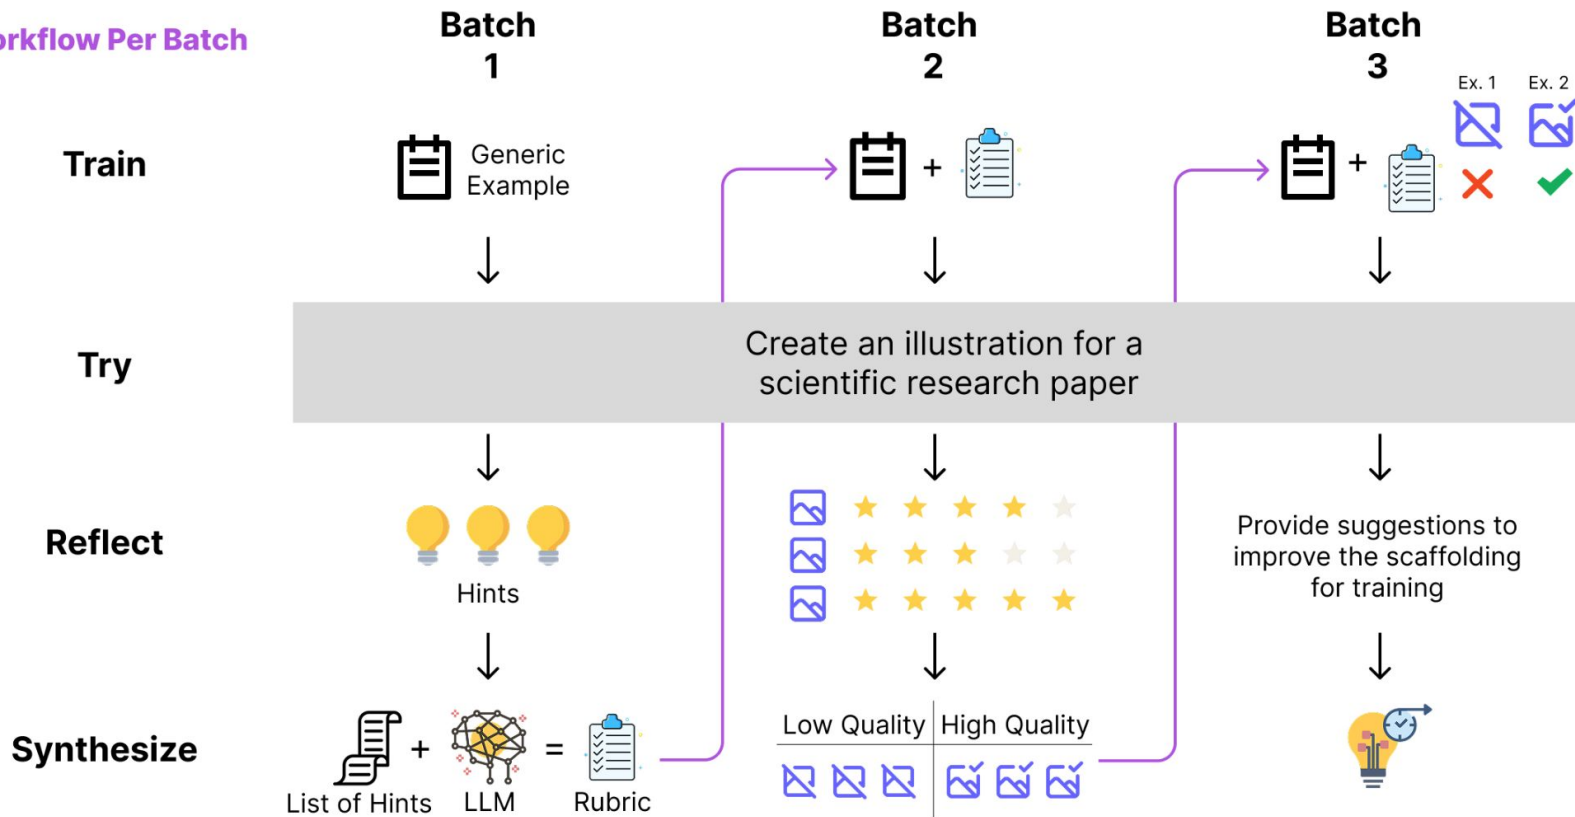 orkflow Per Batch
Batch
1
Batch
2
Batch
3
Ex. 1
Ex. 2
Train
Generic
Example
+
+
Try
Create an illustration for a
scientific research paper
Reflect
Hints
Provide suggestions to
improve the scaffolding
for training
Synthesize
+
=
List of Hints
LLM
Rubric
Low Quality
High Quality